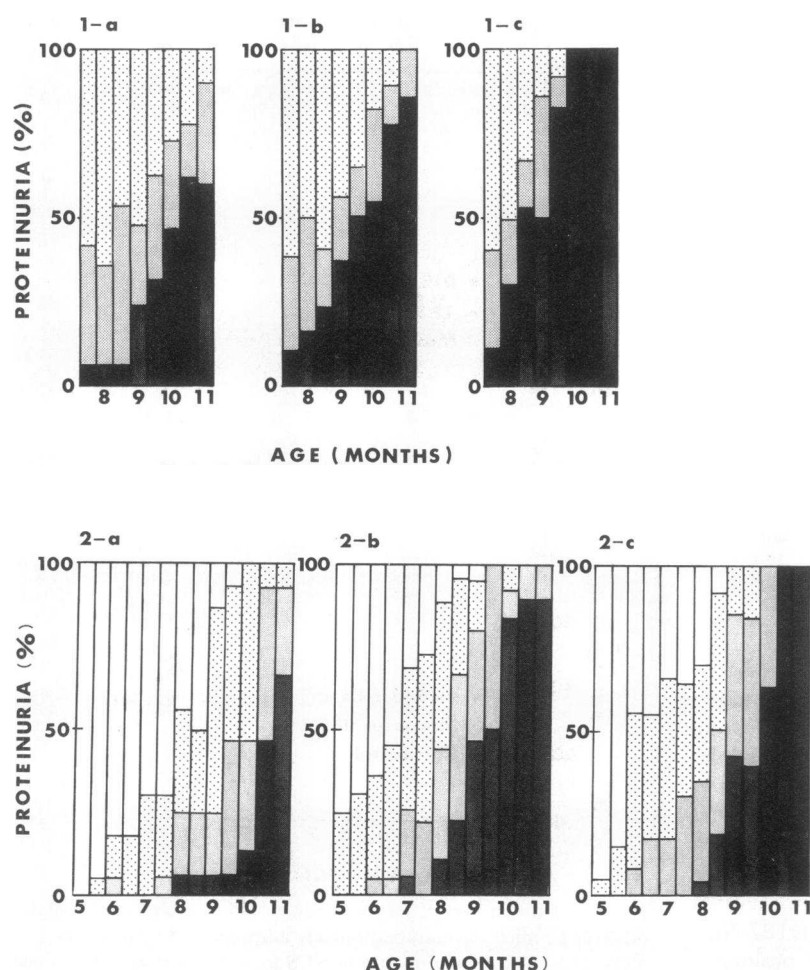 1-a 1-b 1-c
100 100 100
PROTEINURIA (%)
50 50 50
0 0 0
8 9 10 11 8 9 10 11 8 9 10 11
AGE (MONTHS)
2-a 2-b 2-c
100 100 100
PROTEINURIA (%)
50 50 50
0 0 0
5 6 7 8 9 10 11 5 6 7 8 9 10 11 5 6 7 8 9 10 11
AGE (MONTHS)